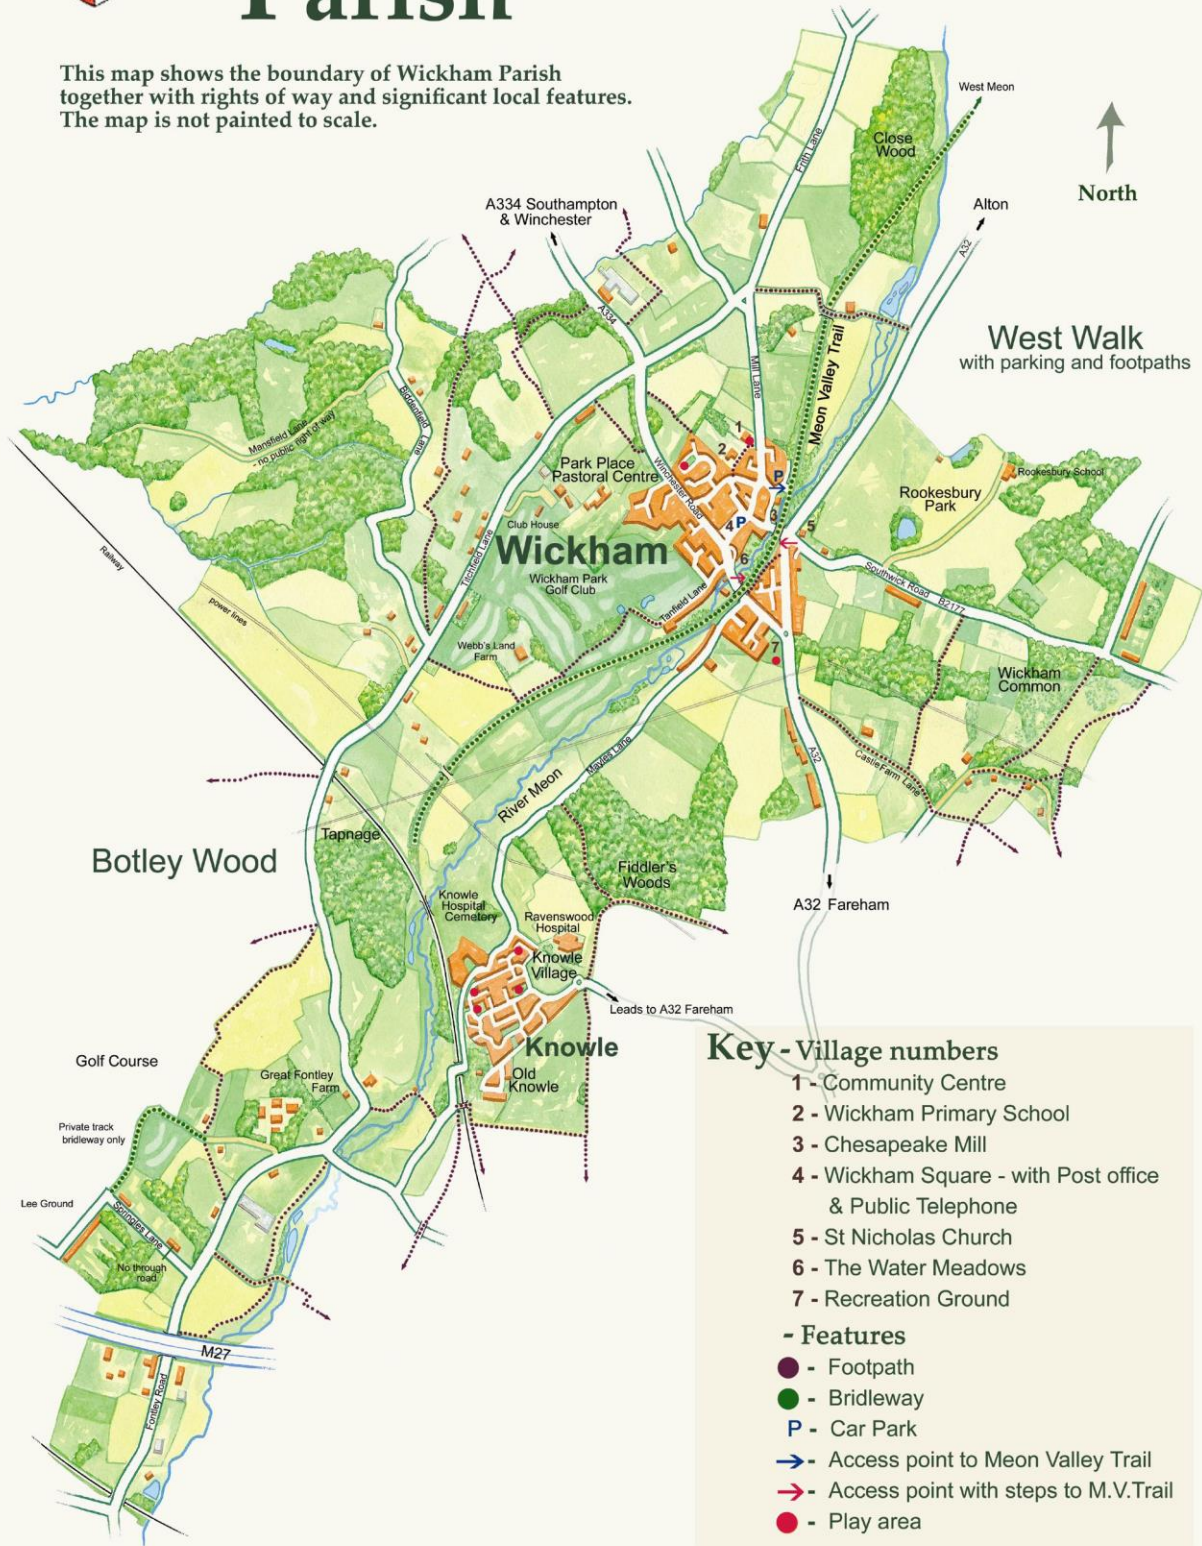 Parish
This map shows the boundary of Wickham Parish
together with rights of way and significant local features.
The map is not painted to scale.
West Meon
Close
Wood
Frith Lane
North
A334 Southampton
& Winchester
Alton
A32
A334
West Walk
with parking and footpaths
Mill Lane
Meon Valley Trail
Biddenfield Lane
Mansfield Lane
- no public right of way
1
2
Park Place
Pastoral Centre
Winchester Road
P
Rookesbury School
Rookesbury
Park
3
4 P
5
Club House
Wickham
6
Titchfield Lane
Wickham Park
Golf Club
Railway
Southwick Road B2177
power lines
Tanfield Lane
Webb's Land
Farm
7
Wickham
Common
A32
Mayles Lane
Castle Farm Lane
River Meon
Tapnage
Botley Wood
Fiddler's
Woods
Knowle
Hospital
Cemetery
Ravenswood
Hospital
A32 Fareham
Knowle
Village
Leads to A32 Fareham
Knowle
Old
Knowle
Golf Course
Great Fontley
Farm
Private track
bridleway only
Lee Ground
Springles Lane
No through
road
M27
Fontley Road
Key - Village numbers
1 - Community Centre
2 - Wickham Primary School
3 - Chesapeake Mill
4 - Wickham Square - with Post office
& Public Telephone
5 - St Nicholas Church
6 - The Water Meadows
7 - Recreation Ground
- Features
- Footpath
- Bridleway
P - Car Park
- Access point to Meon Valley Trail
- Access point with steps to M.V.Trail
- Play area